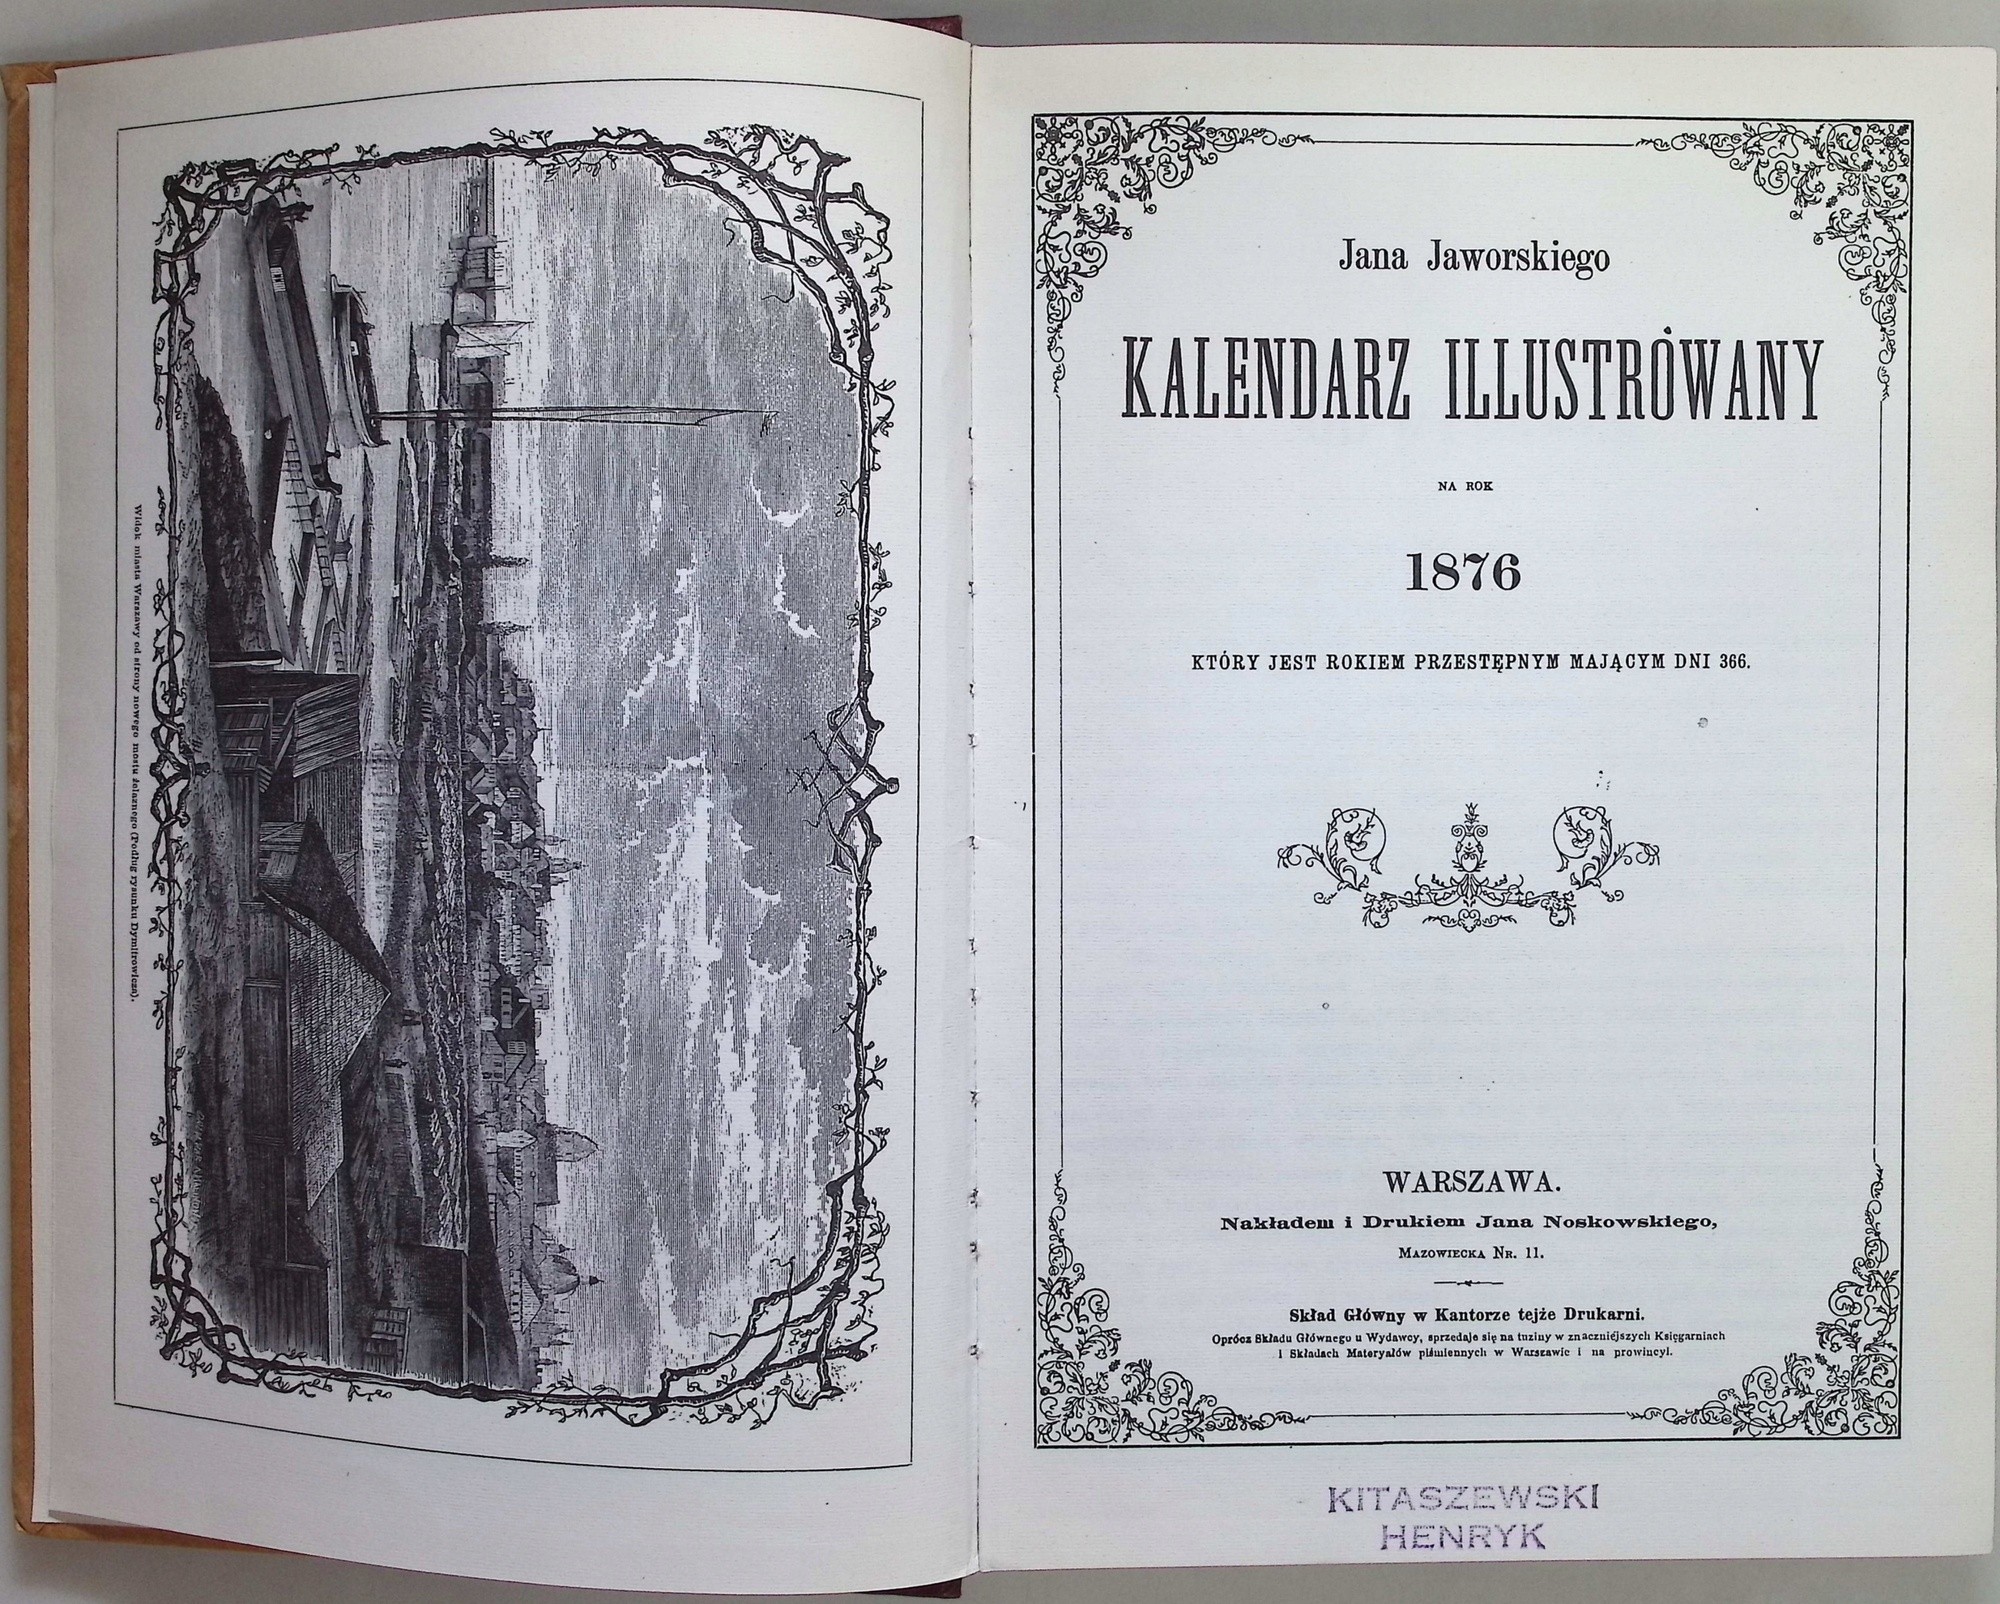 Widok miasta Warszawy od strony nowego mostu żelaznego (Podług rysunku Dymitrowicza).
Jana Jaworskiego
KALENDARZ ILLUSTRÓWANY
NA ROK
1876
KTÓRY JEST ROKIEM PRZESTĘPNYM MAJĄCYM DNI 366.
WARSZAWA.
Nakładem i Drukiem Jana Noskowskiego,
Mazowiecka Nr. 11.
Skład Główny w Kantorze tejże Drukarni.
Oprócz Składu Głównego u Wydawcy, sprzedaje się na tuziny w znaczniéjszych Księgarniach
i Składach Materyałów piśmiennych w Warszawie i na prowincyi.
KITASZEWSKI
HENRYK